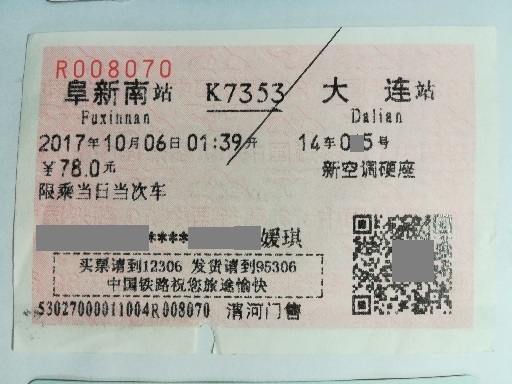 R008070
阜新南站 K7353 大连站
Fuxinnan Dalian
2017年10月06日01:39开 14车0 5号
￥78.0元 新空调硬座
限乘当日当次车
**** 媛琪
买票请到12306 发货请到95306
中国铁路祝您旅途愉快
53027000011004R008070 清河门售